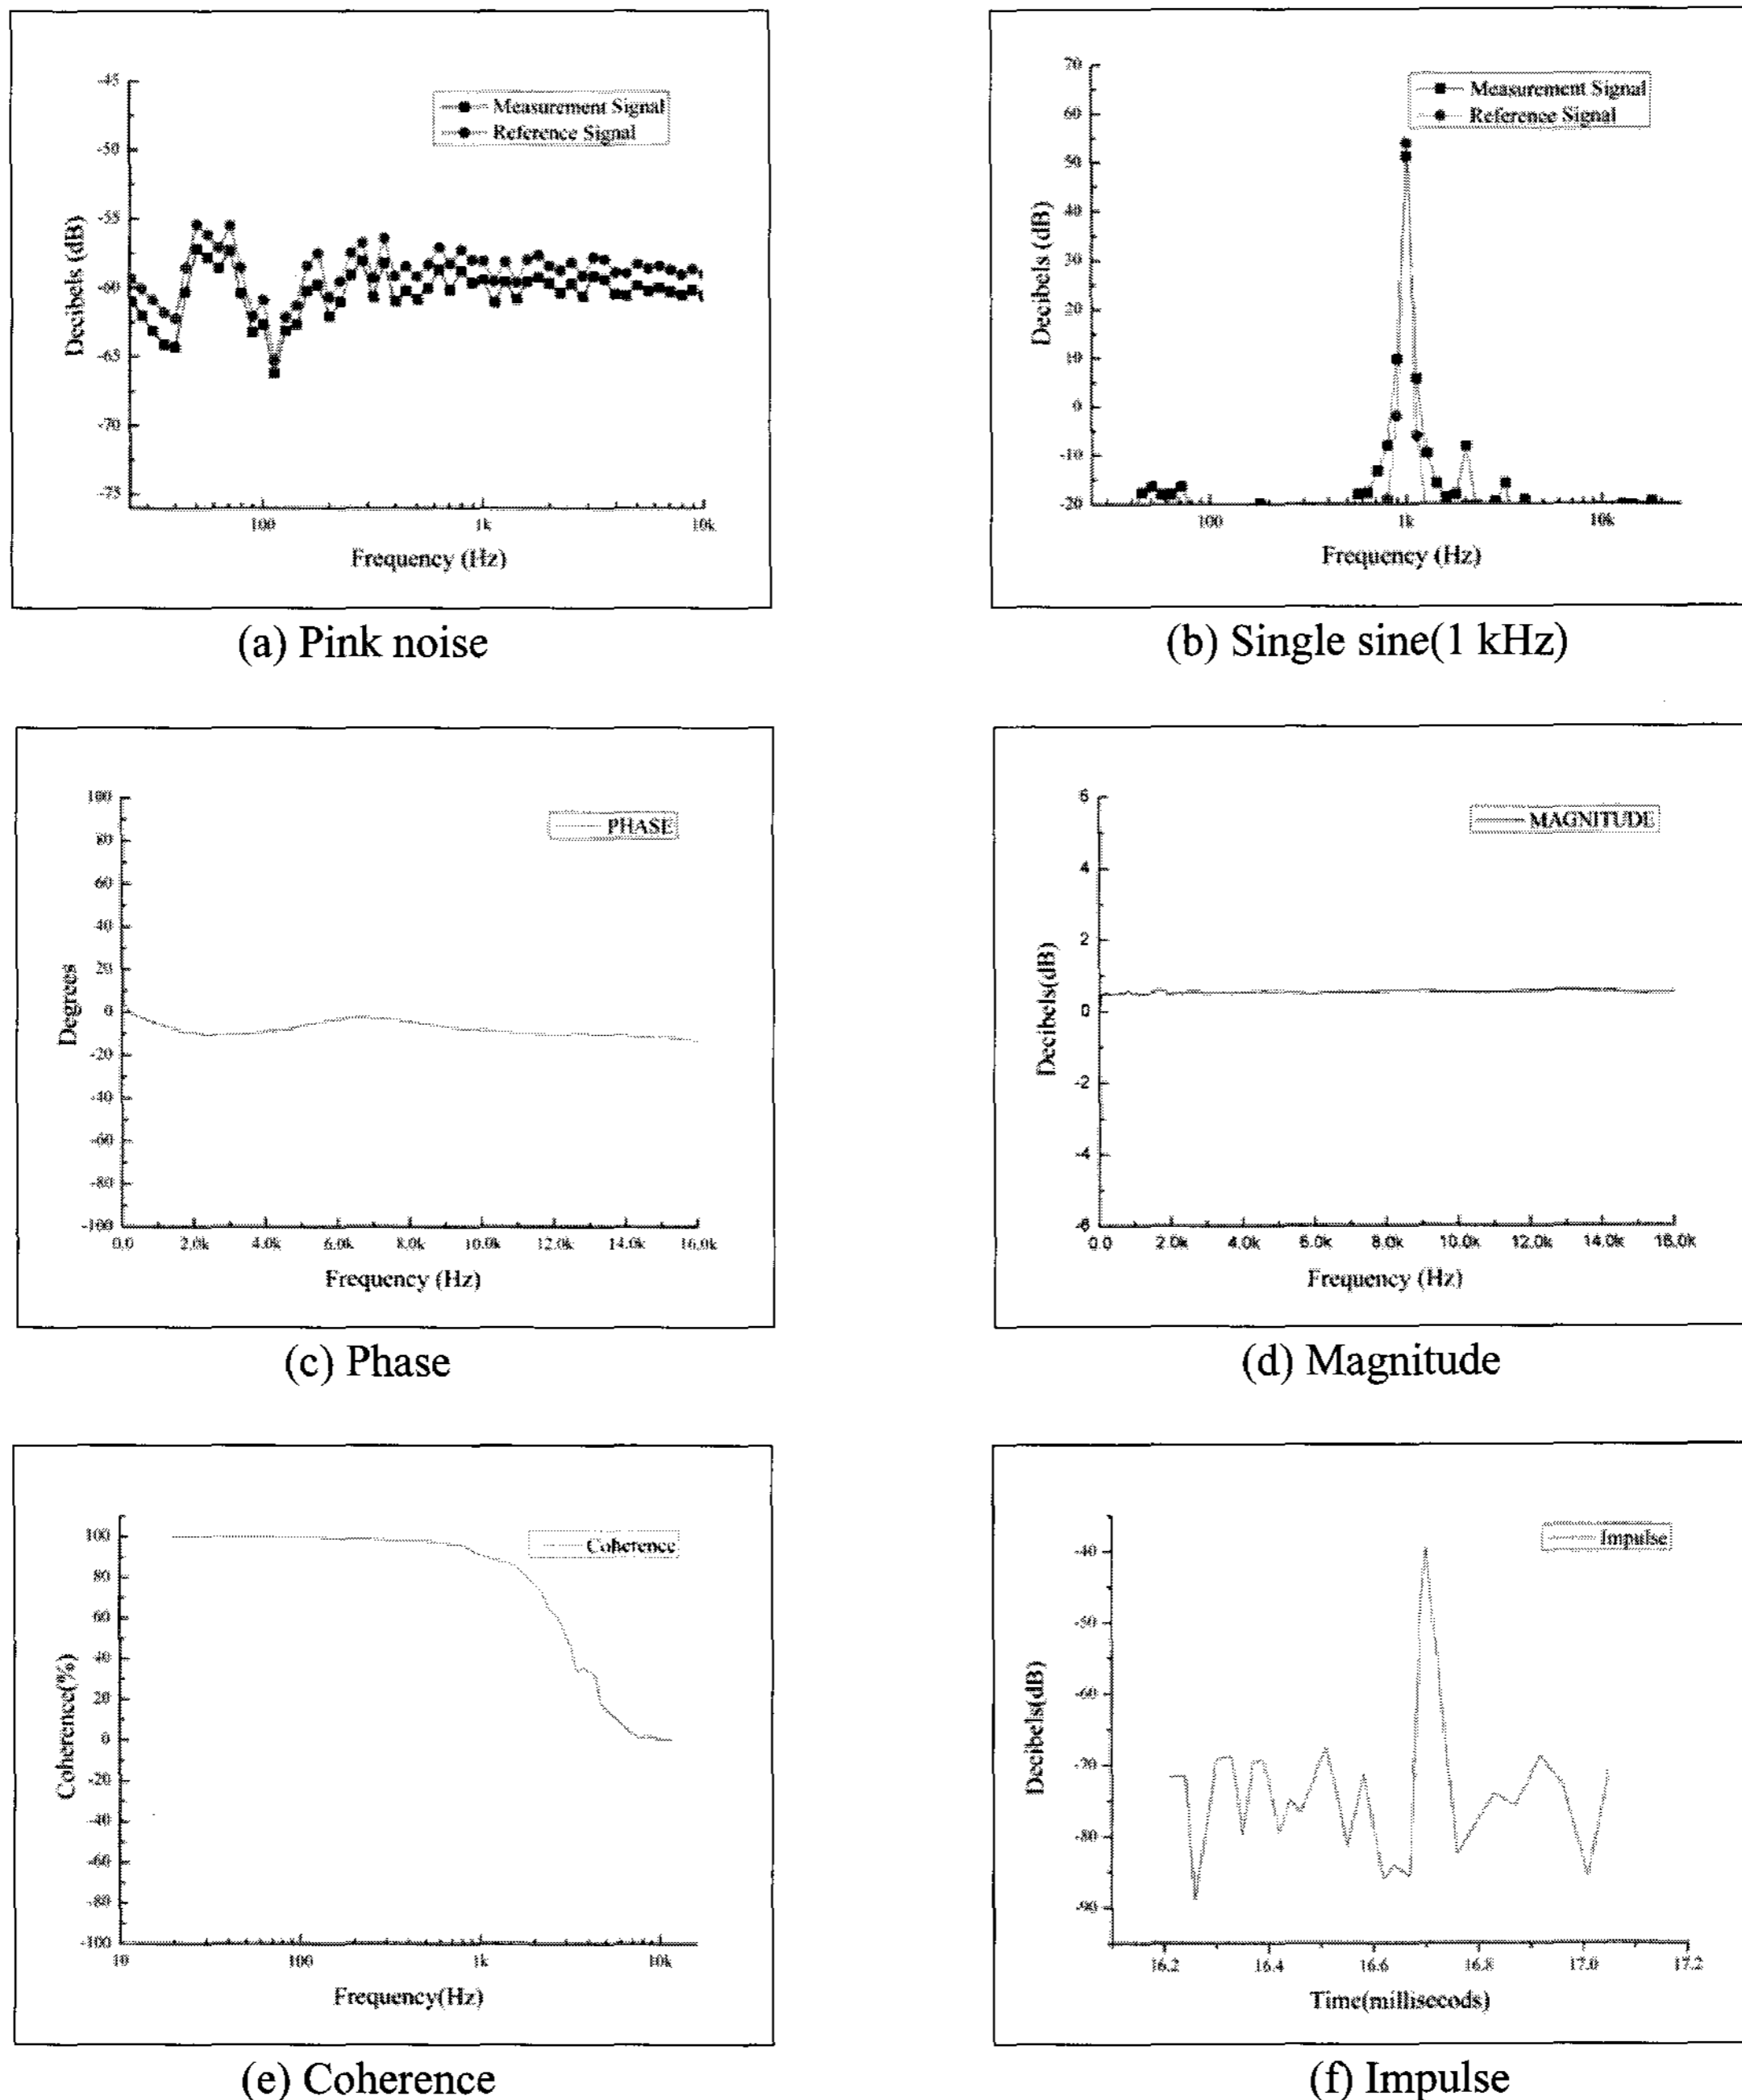 -45
-50
-55
-60
-65
-70
-75
Decibels (dB)
Measurement Signal
Reference Signal
100
1k
10k
Frequency (Hz)
(a) Pink noise
70
60
50
40
30
20
10
0
-10
-20
Decibels (dB)
Measurement Signal
Reference Signal
100
1k
10k
Frequency (Hz)
(b) Single sine(1 kHz)
100
80
60
40
20
0
-20
-40
-60
-80
-100
Degrees
PHASE
0.0
2.0k
4.0k
6.0k
8.0k
10.0k
12.0k
14.0k
16.0k
Frequency (Hz)
(c) Phase
6
4
2
0
-2
-4
-6
Decibels(dB)
MAGNITUDE
0.0
2.0k
4.0k
6.0k
8.0k
10.0k
12.0k
14.0k
16.0k
Frequency (Hz)
(d) Magnitude
100
80
60
40
20
0
-20
-40
-60
-80
-100
Coherence(%)
Coherence
10
100
1k
10k
Frequency(Hz)
(e) Coherence
-40
-50
-60
-70
-80
-90
Decibels(dB)
Impulse
16.2
16.4
16.6
16.8
17.0
17.2
Time(millisecods)
(f) Impulse